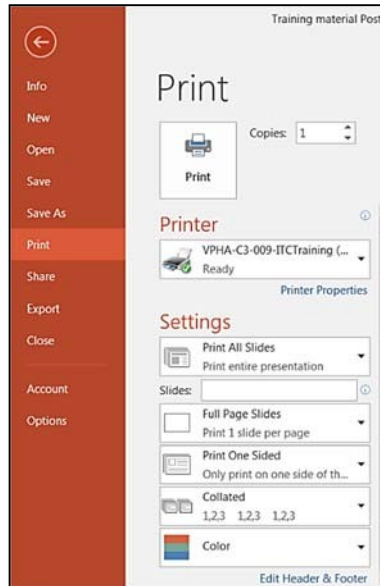 Training material Post
Info
New
Open
Save
Save As
Print
Share
Export
Close
Account
Options
Print
Print
Copies: 1
Printer
VPHA-C3-009-ITCTraining (...
Ready
Printer Properties
Settings
Print All Slides
Print entire presentation
Slides:
Full Page Slides
Print 1 slide per page
Print One Sided
Only print on one side of th...
Collated
1,2,3 1,2,3 1,2,3
Color
Edit Header & Footer